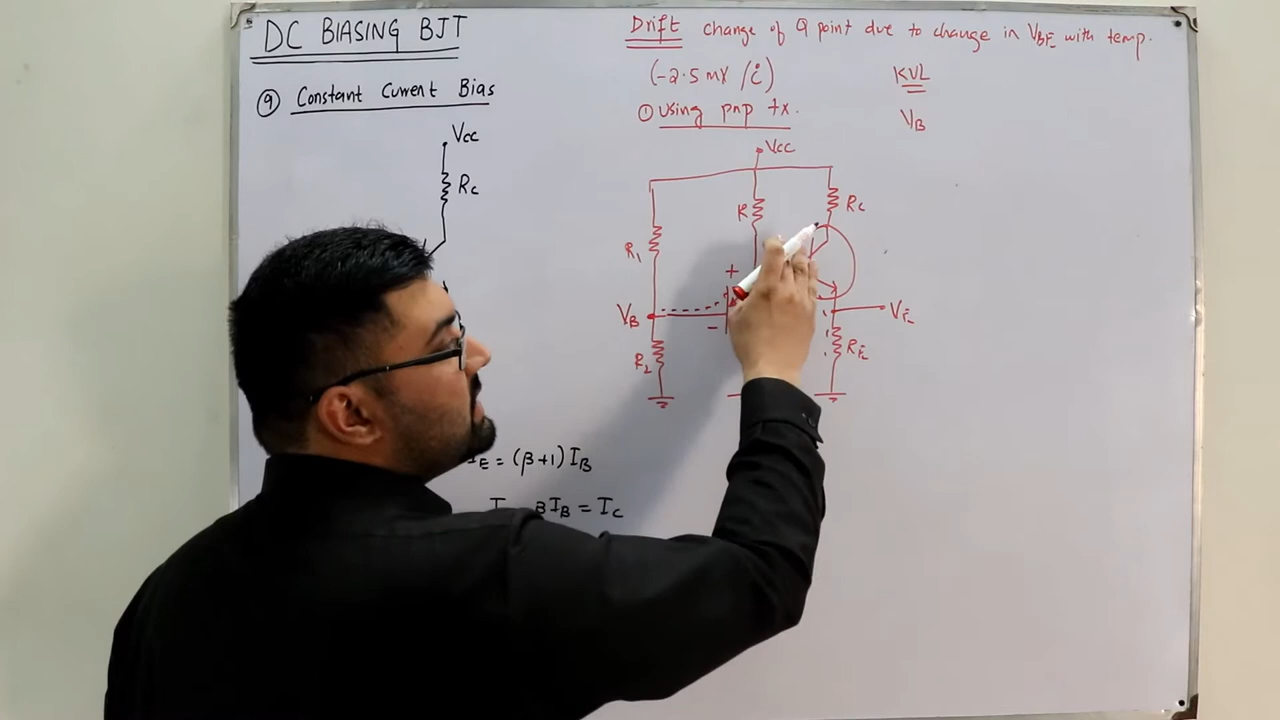 DC BIASING BJT
⑨ Constant Current Bias
Vcc
Rc
IE = (β+1) IB
βIB = Ic
Drift change of Q point due to change in VBE with temp.
(-2.5 mV /°C)
① Using pnp tx.
KVL
VB
Vcc
R1
R
Rc
+
VB
-
VE
R2
RE